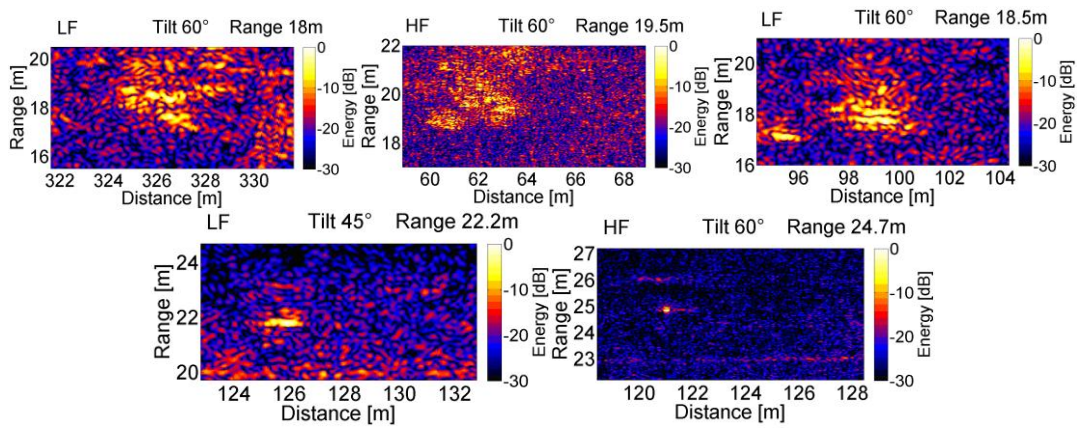 LF Tilt 60° Range 18m
Range [m]
20
18
16
322 324 326 328 330
Distance [m]
0
-10
-20
-30
Energy [dB]
HF Tilt 60° Range 19.5m
Range [m]
22
20
18
60 62 64 66 68
Distance [m]
0
-10
-20
-30
Energy [dB]
LF Tilt 60° Range 18.5m
Range [m]
20
18
16
96 98 100 102 104
Distance [m]
0
-10
-20
-30
Energy [dB]
LF Tilt 45° Range 22.2m
Range [m]
24
22
20
124 126 128 130 132
Distance [m]
0
-10
-20
-30
Energy [dB]
HF Tilt 60° Range 24.7m
Range [m]
27
26
25
24
23
120 122 124 126 128
Distance [m]
0
-10
-20
-30
Energy [dB]